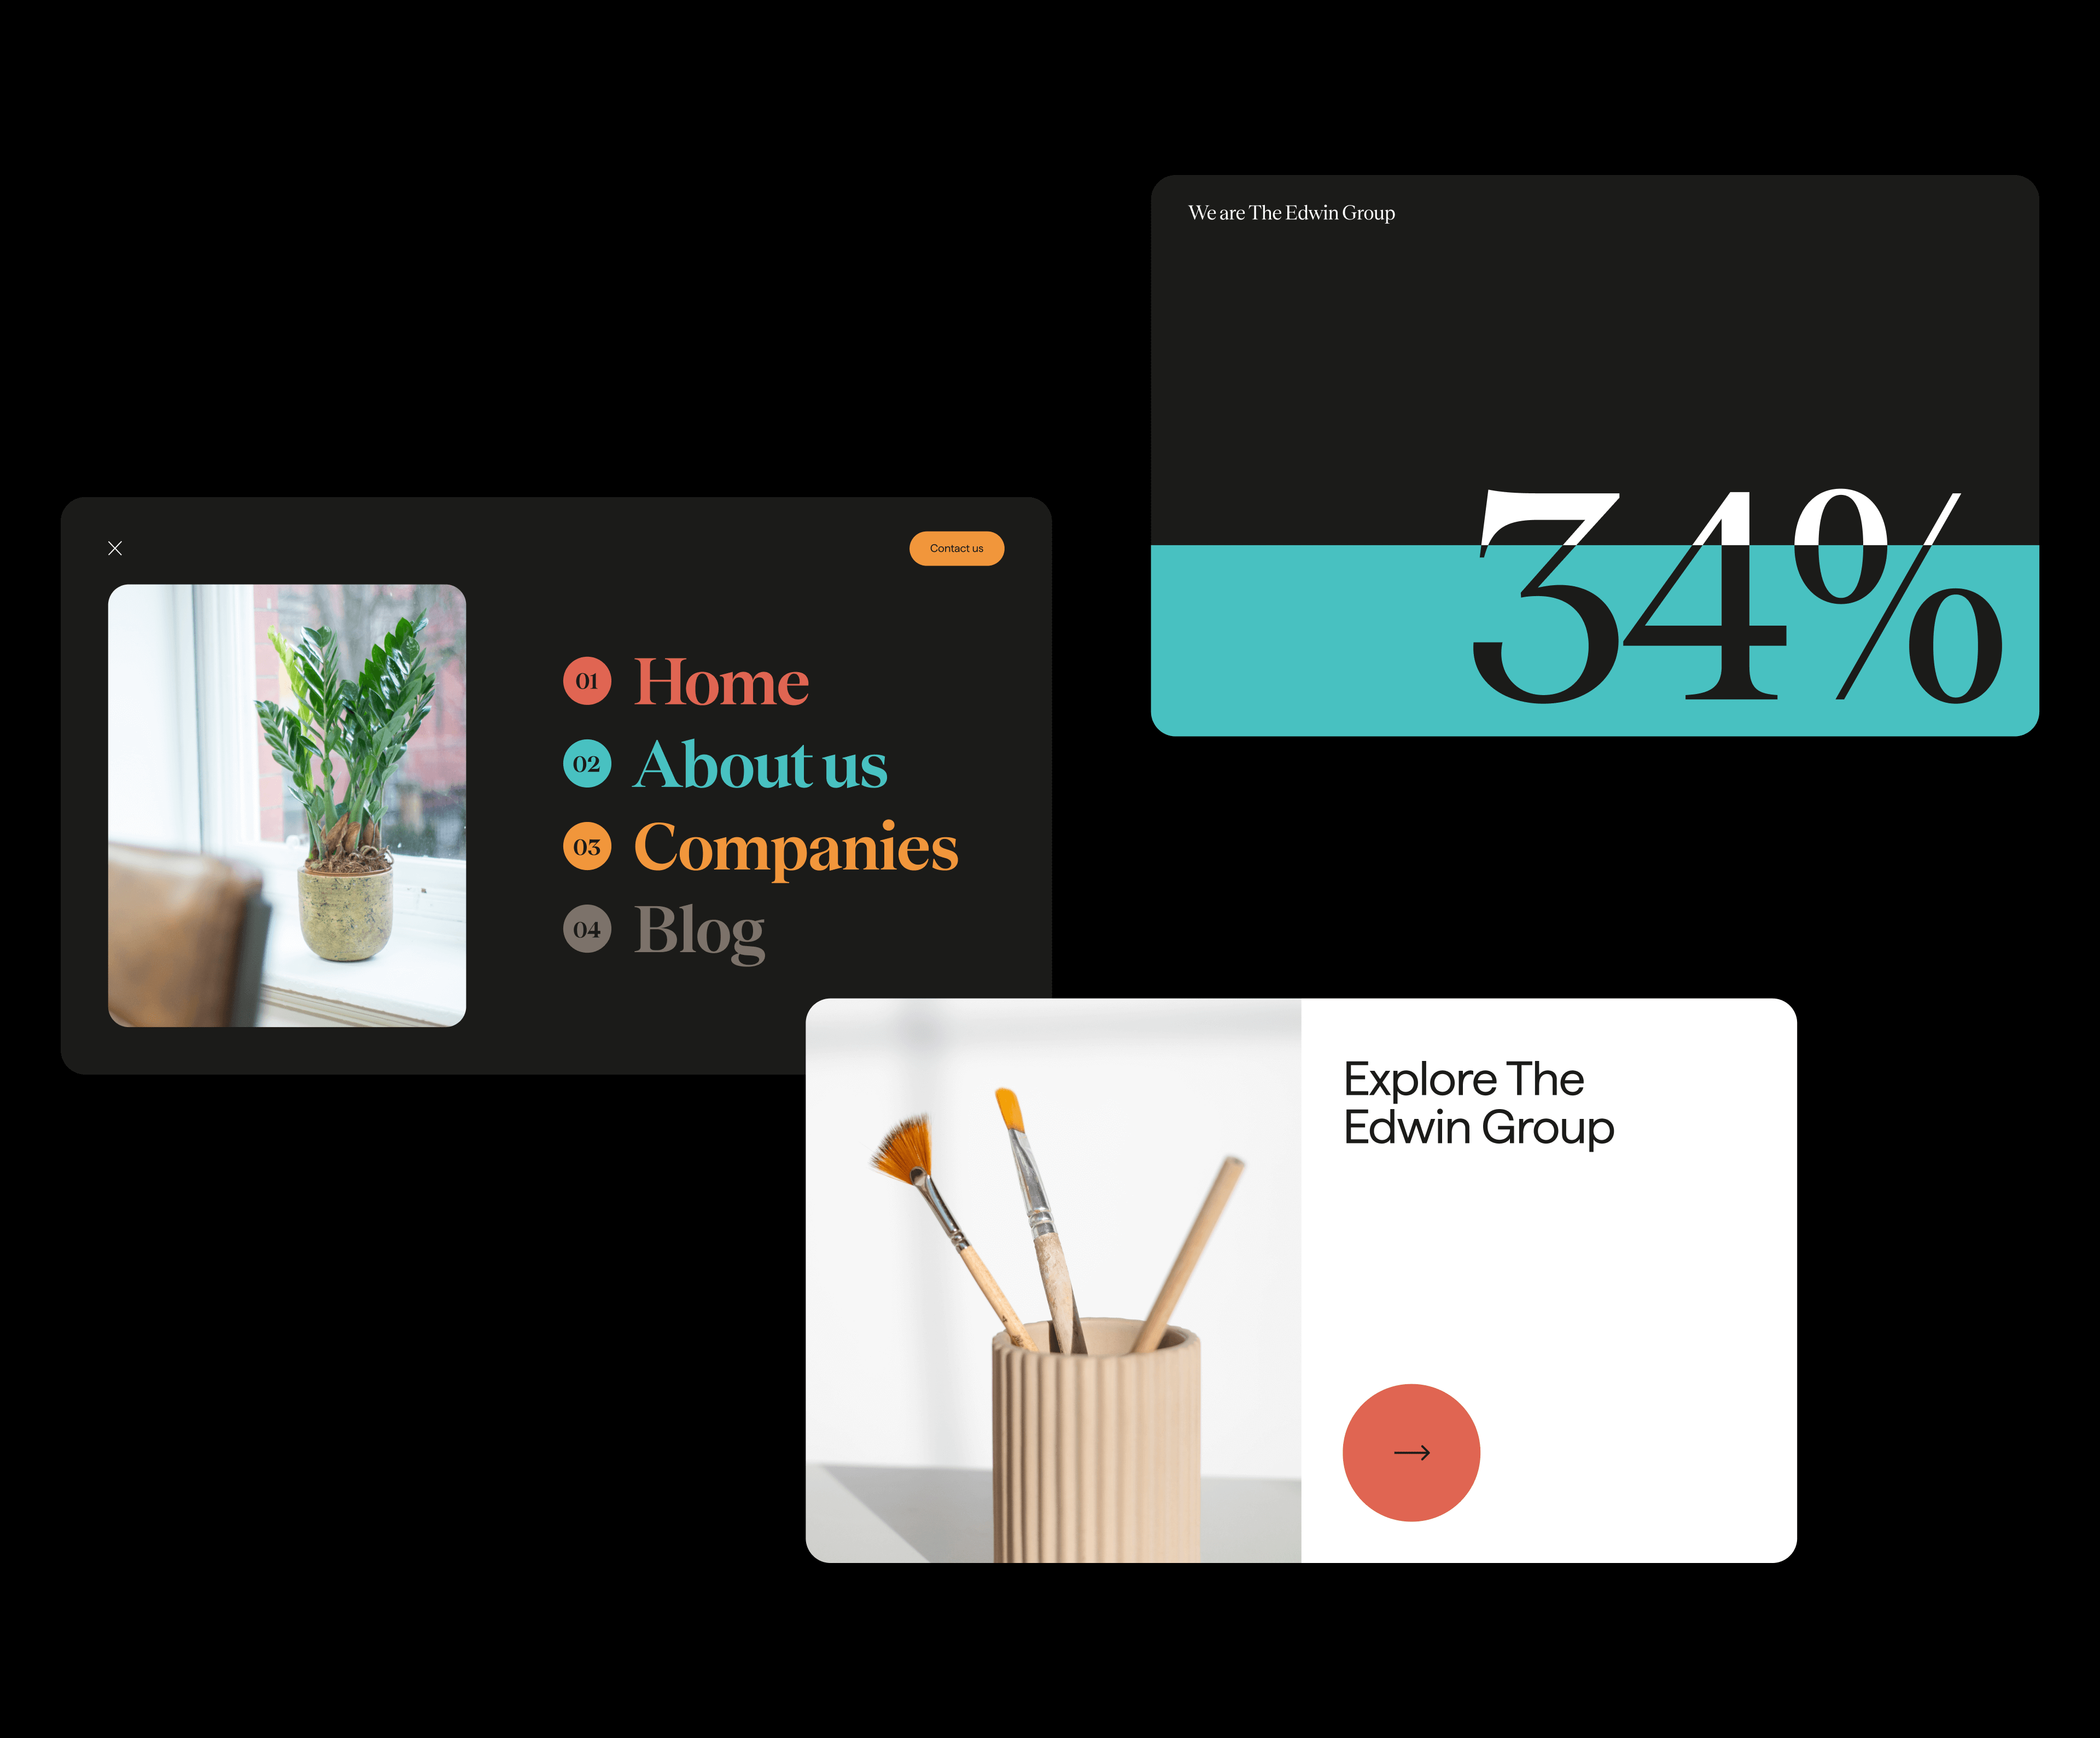 We are The Edwin Group
34%
Contact us
01 Home
02 About us
03 Companies
04 Blog
Explore The
Edwin Group